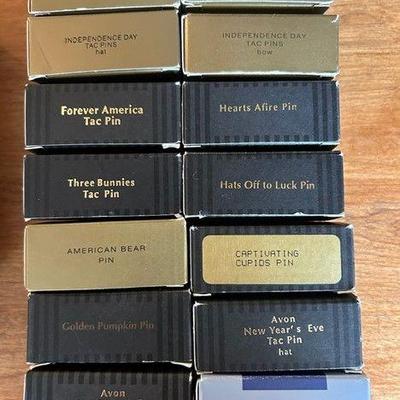 INDEPENDENCE DAY
TAC PINS
hat
INDEPENDENCE DAY
TAC PINS
bow
Forever America
Tac Pin
Hearts Afire Pin
Three Bunnies
Tac Pin
Hats Off to Luck Pin
AMERICAN BEAR
PIN
CAPTIVATING
CUPIDS PIN
Golden Pumpkin Pin
Avon
New Year's Eve
Tac Pin
hat
Avon